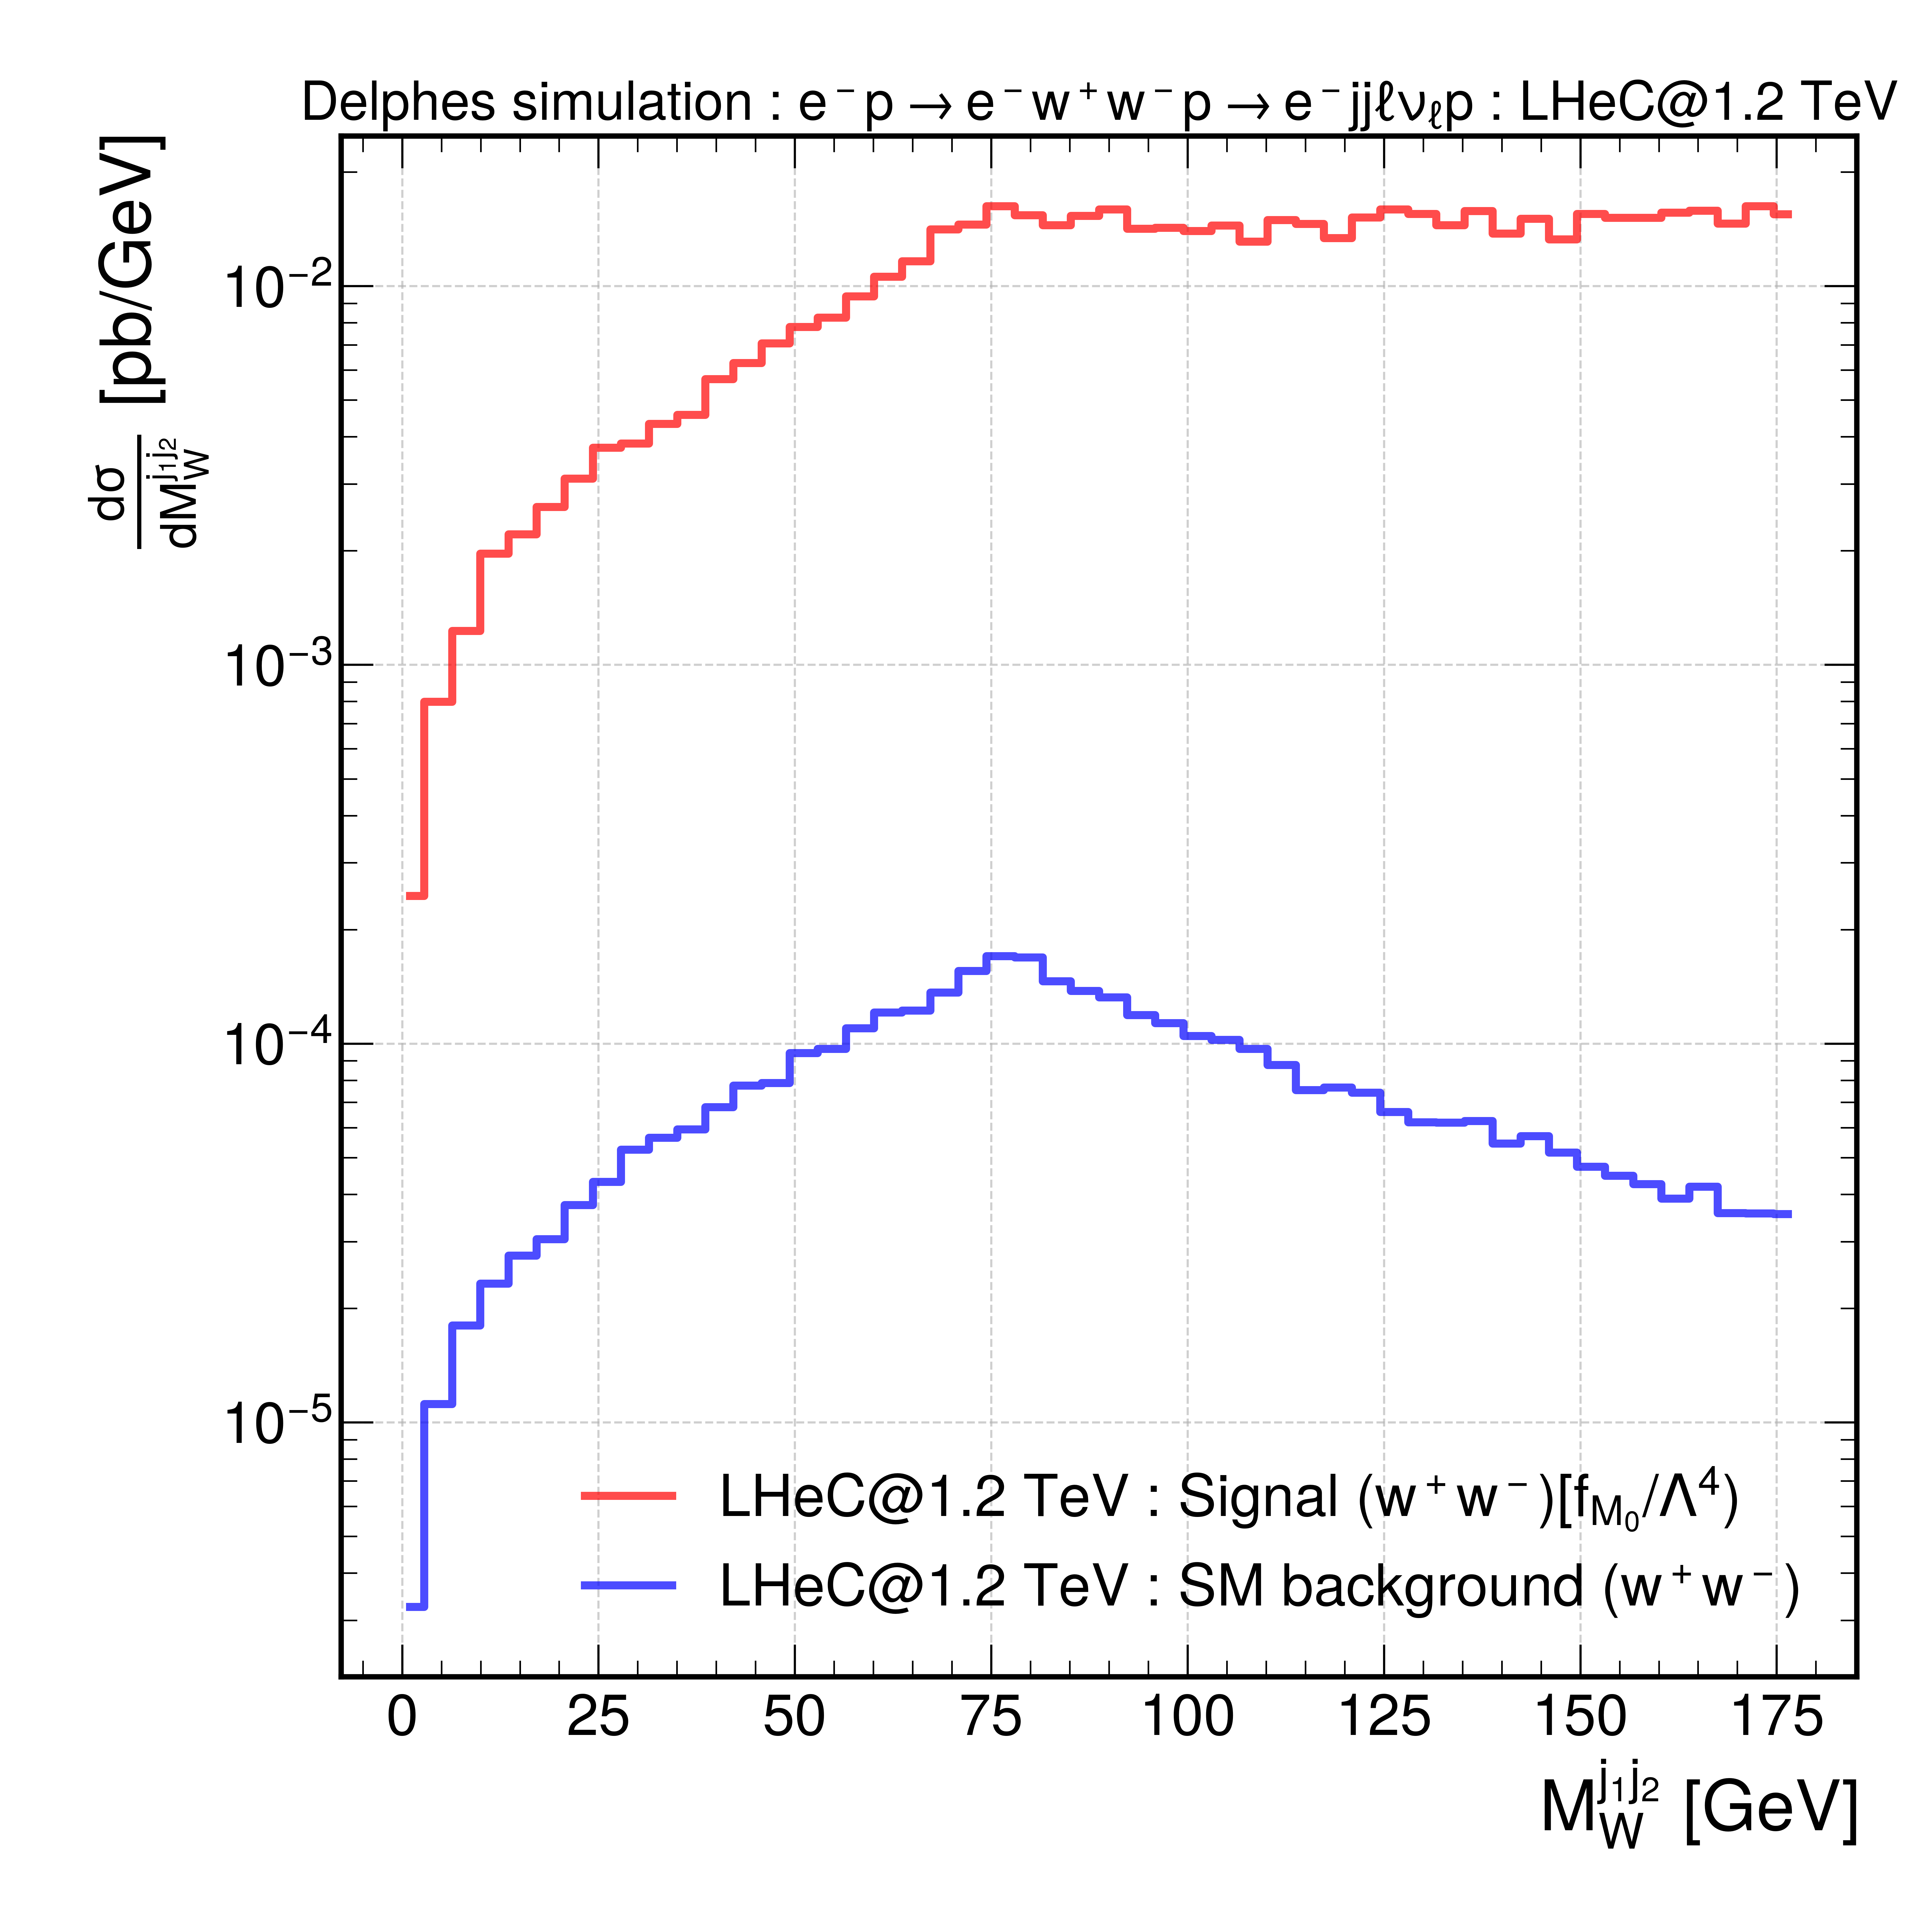 Delphes simulation : e⁻p → e⁻w⁺w⁻p → e⁻jjℓν_ℓp : LHeC@1.2 TeV
dσ/dM_W^{j₁j₂} [pb/GeV]
10⁻²
10⁻³
10⁻⁴
10⁻⁵
LHeC@1.2 TeV : Signal (w⁺w⁻)[f_{M₀}/Λ⁴)
LHeC@1.2 TeV : SM background (w⁺w⁻)
0 25 50 75 100 125 150 175
M_W^{j₁j₂} [GeV]